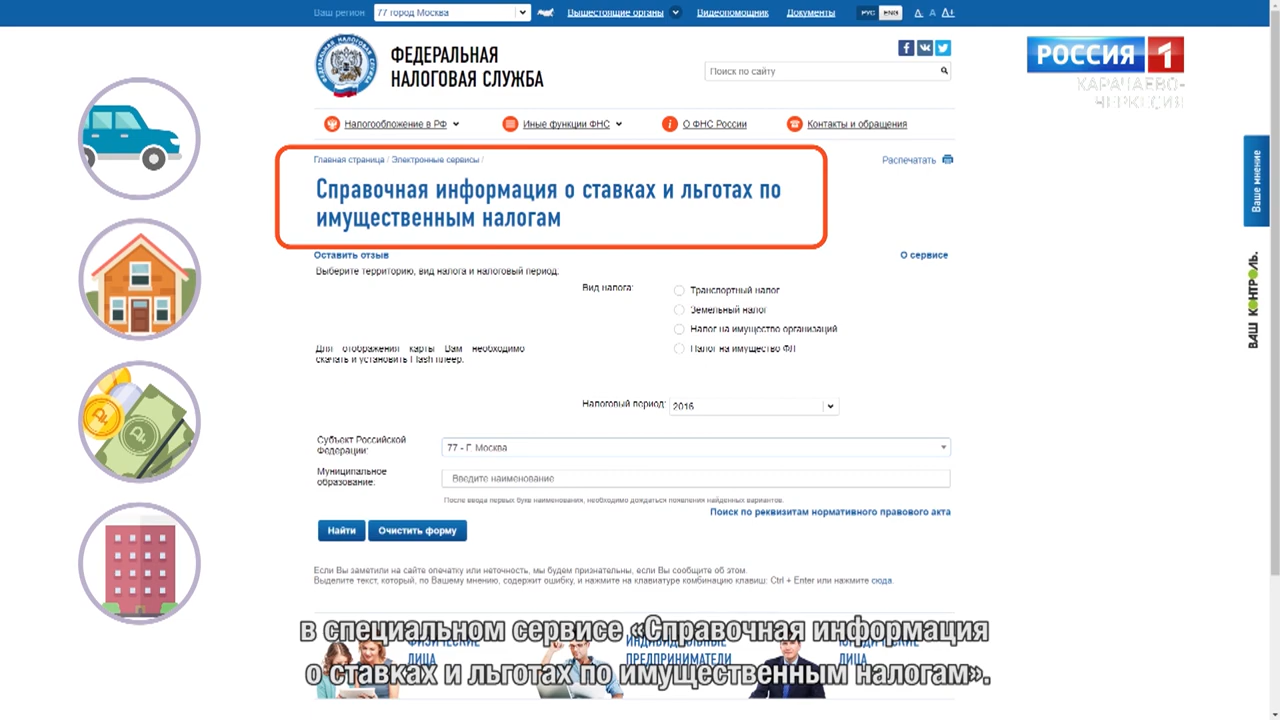 Ваш регион
77 город Москва
Вышестоящие органы
Видеопомощник
Документы
РУС ENG
A A A+
ФЕДЕРАЛЬНАЯ
НАЛОГОВАЯ СЛУЖБА
Поиск по сайту
РОССИЯ 1
КАРАЧАЕВО-
ЧЕРКЕСИЯ
Налогообложение в РФ
Иные функции ФНС
О ФНС России
Контакты и обращения
Главная страница / Электронные сервисы /
Распечатать
Справочная информация о ставках и льготах по
имущественным налогам
Ваше мнение
Оставить отзыв
О сервисе
Выберите территорию, вид налога и налоговый период.
Вид налога:
Транспортный налог
Земельный налог
Налог на имущество организаций
Налог на имущество ФЛ
ВАШ КОНТРОЛЬ.
Для отображения карты Вам необходимо
скачать и установить Flash плеер.
Налоговый период:
2016
Субъект Российской
Федерации:
77 - Г. Москва
Муниципальное
образование:
Введите наименование
После ввода первых букв наименования, необходимо дождаться появления найденных вариантов.
Поиск по реквизитам нормативного правового акта
Найти
Очистить форму
Если Вы заметили на сайте опечатку или неточность, мы будем признательны, если Вы сообщите об этом.
Выделите текст, который, по Вашему мнению, содержит ошибку, и нажмите на клавиатуре комбинацию клавиш: Ctrl + Enter или нажмите сюда.
в специальном сервисе «Справочная информация
о ставках и льготах по имущественным налогам».
ФИЗИЧЕСКИЕ
ЛИЦА
ИНДИВИДУАЛЬНЫЕ
ПРЕДПРИНИМАТЕЛИ
ЮРИДИЧЕСКИЕ
ЛИЦА